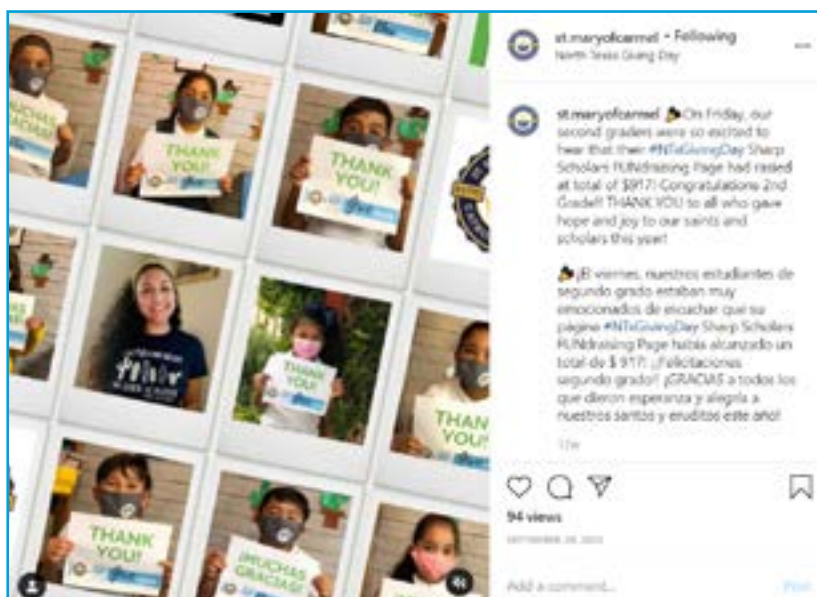 st.maryofcarmel • Following
North Texas Giving Day
st.maryofcarmel On Friday, our
second graders were so excited to
hear that their #NTxGivingDay Sharp
Scholars FUNdraising Page had raised
at total of $917! Congratulations 2nd
Grade!! THANK YOU to all who gave
hope and joy to our saints and
scholars this year!
¡El viernes, nuestros estudiantes de
segundo grado estaban muy
emocionados de escuchar que su
página #NTxGivingDay Sharp Scholars
FUNdraising Page había alcanzado un
total de $ 917! ¡Felicitaciones
segundo grado!! ¡GRACIAS a todos los
que dieron esperanza y alegría a
nuestros santos y eruditos este año!
94 views
Add a comment...
Post
¡MUCHAS
GRACIAS!
THANK
YOU!
THANK
YOU!
THANK
YOU!
THAN
YOU!
THANK
YOU!
¡MUCHAS
GRACIAS!